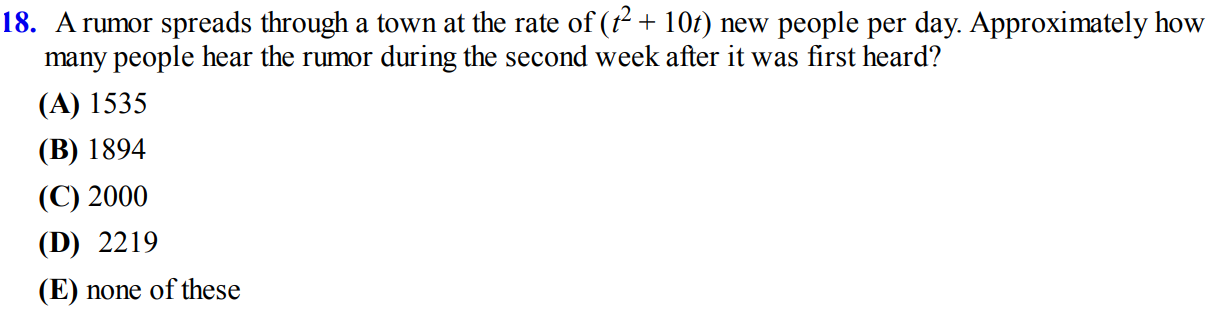 18. A rumor spreads through a town at the rate of (t² + 10t) new people per day. Approximately how
many people hear the rumor during the second week after it was first heard?
(A) 1535
(B) 1894
(C) 2000
(D) 2219
(E) none of these